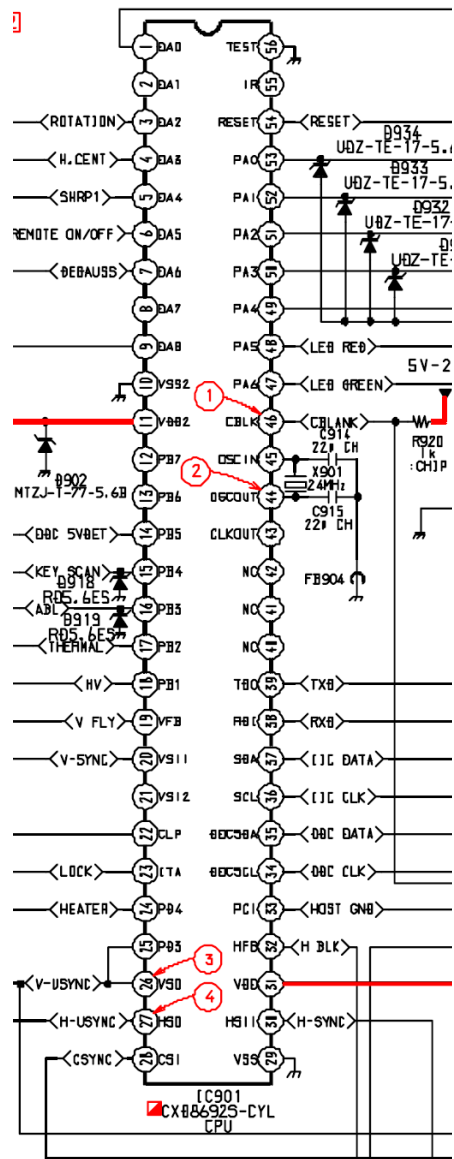 2
1 DA0 TEST 56
2 DA1 IR 55
<ROTATION> 3 DA2 RESET 54 <RESET>
D934
UDZ-TE-17-5.6
<H.CENT> 4 DA3 PA0 53
D933
UDZ-TE-17-5.
<SHRP1> 5 DA4 PA1 52
D932
UDZ-TE-17-
REMOTE ON/OFF> 6 DA5 PA2 51
UDZ-TE-
<DEGAUSS> 7 DA6 PA3 50
8 DA7 PA4 49
9 DA8 PA5 48 <LED RED>
5V-2
10 VSS2 PA6 47 <LED GREEN>
1
11 VDD2 CBLK 46 <CBLANK>
R920
1k
:CHIP
C914
22p CH
12 PB7 OSCIN 45
D902
MTZJ-T-77-5.6B
2
X901
24MHz
13 PB6 OSCOUT 44
C915
22p CH
<DDC 5VDET> 14 PB5 CLKOUT 43
<KEY SCAN> 15 PB4 NC 42
D918
RD5.6ES
FB904
<ABL> 16 PB3 NC 41
D919
RD5.6ES
<THERMAL> 17 PB2 NC 40
<HV> 18 PB1 TXD 39 <TXD>
<V FLY> 19 VFB RXD 38 <RXD>
<V-SYNC> 20 VSI1 SDA 37 <IIC DATA>
21 VSI2 SCL 36 <IIC CLK>
22 CLP DDCSDA 35 <DDC DATA>
<LOCK> 23 ITA DDCSCL 34 <DDC CLK>
<HEATER> 24 PD4 PCI 33 <HOST GND>
25 PD3 HFB 32 <H BLK>
3
<V-USYNC> 26 VSO VDD 31
4
<H-USYNC> 27 HSO HSI1 30 <H-SYNC>
<CSYNC> 28 CSI VSS 29
IC901
CXD8692S-CYL
CPU